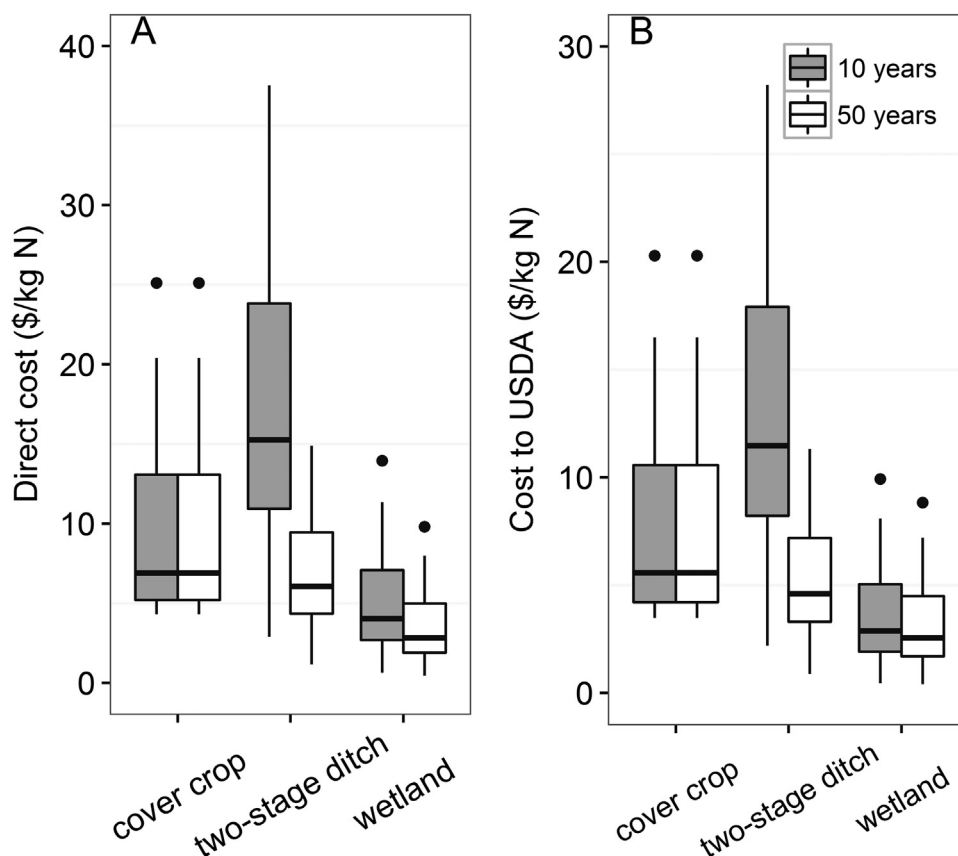 A
40
30
20
10
0
Direct cost ($/kg N)
cover crop
two-stage ditch
wetland
B
10 years
50 years
30
20
10
0
Cost to USDA ($/kg N)
cover crop
two-stage ditch
wetland